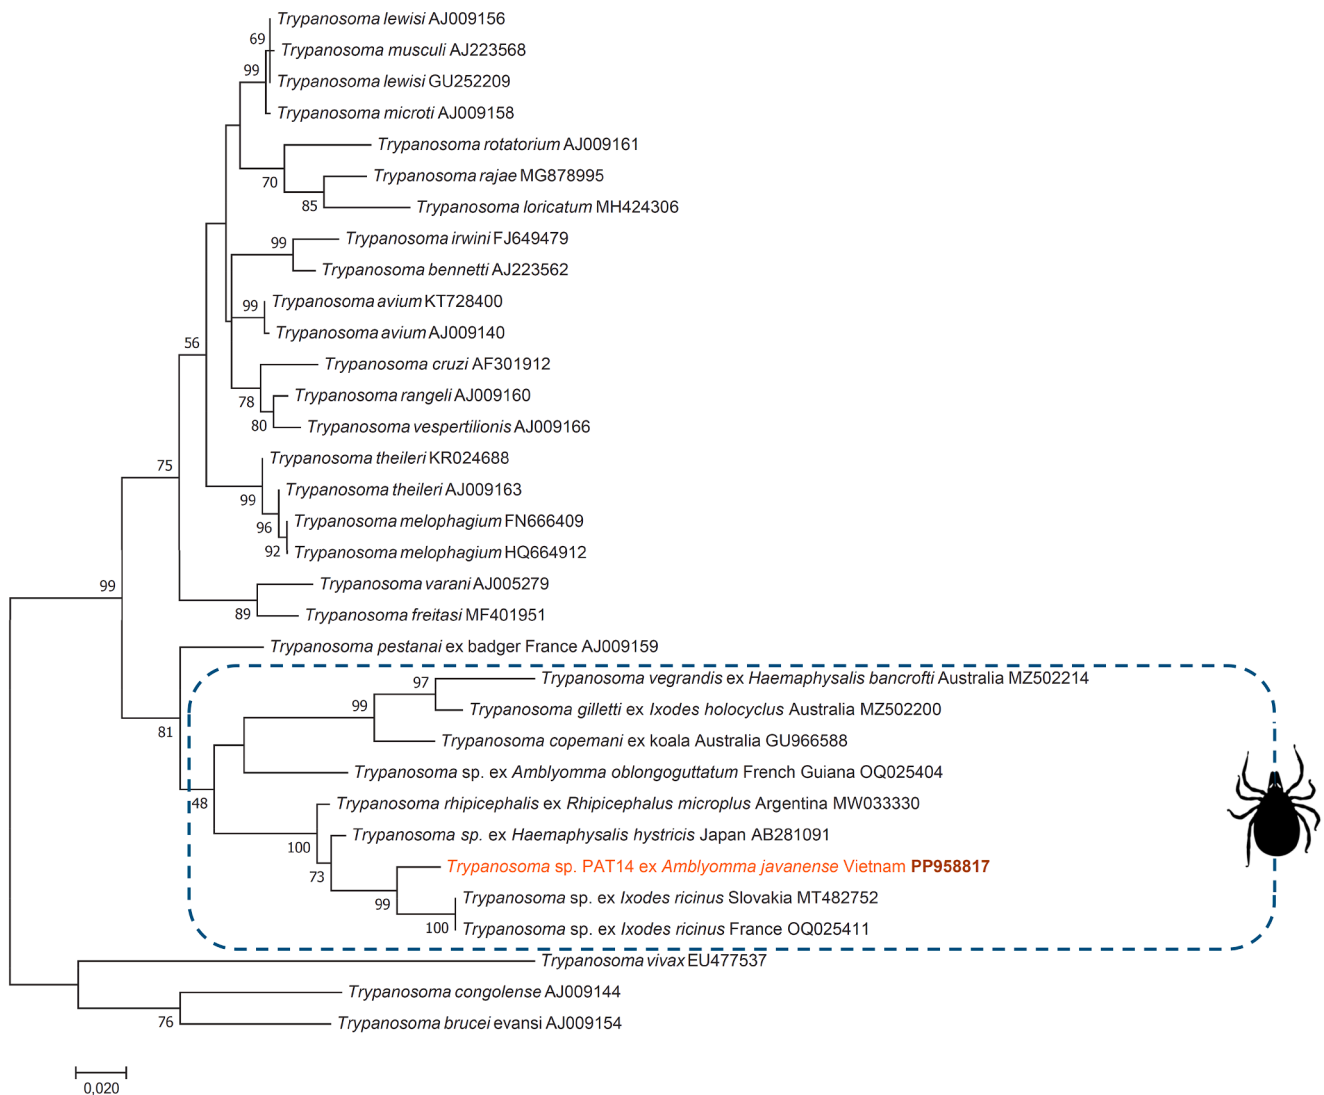 Trypanosoma lewisi AJ009156
69
Trypanosoma musculi AJ223568
99
Trypanosoma lewisi GU252209
Trypanosoma microti AJ009158
Trypanosoma rotatorium AJ009161
70
Trypanosoma rajae MG878995
85
Trypanosoma loricatum MH424306
99
Trypanosoma irwini FJ649479
Trypanosoma bennetti AJ223562
99
Trypanosoma avium KT728400
Trypanosoma avium AJ009140
56
Trypanosoma cruzi AF301912
78
Trypanosoma rangeli AJ009160
80
Trypanosoma vespertilionis AJ009166
75
Trypanosoma theileri KR024688
99
Trypanosoma theileri AJ009163
96
Trypanosoma melophagium FN666409
92
Trypanosoma melophagium HQ664912
99
Trypanosoma varani AJ005279
89
Trypanosoma freitasi MF401951
Trypanosoma pestanai ex badger France AJ009159
97
Trypanosoma vegrandis ex Haemaphysalis bancrofti Australia MZ502214
99
Trypanosoma gilletti ex Ixodes holocyclus Australia MZ502200
81
Trypanosoma copemani ex koala Australia GU966588
Trypanosoma sp. ex Amblyomma oblongoguttatum French Guiana OQ025404
48
Trypanosoma rhipicephalis ex Rhipicephalus microplus Argentina MW033330
100
Trypanosoma sp. ex Haemaphysalis hystricis Japan AB281091
73
Trypanosoma sp. PAT14 ex Amblyomma javanense Vietnam PP958817
99
Trypanosoma sp. ex Ixodes ricinus Slovakia MT482752
100
Trypanosoma sp. ex Ixodes ricinus France OQ025411
Trypanosoma vivax EU477537
Trypanosoma congolense AJ009144
76
Trypanosoma brucei evansi AJ009154
0,020